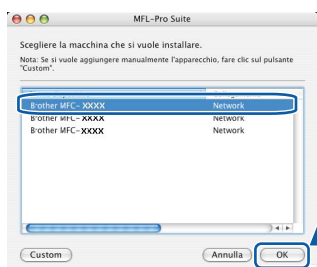 MFL-Pro Suite
Scegliere la macchina che si vuole installare.
Nota: Se si vuole aggiungere manualmente l'apparecchio, fare clic sul pulsante
"Custom".
Brother MFC- XXXX Network
Brother MFC- XXXX Network
Brother MFC- XXXX Network
Custom Annulla OK